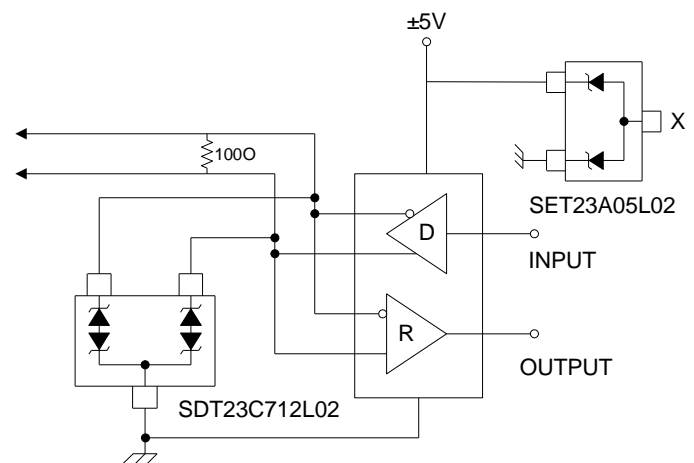 ±5V
X
100O
SET23A05L02
D
INPUT
R
OUTPUT
SDT23C712L02